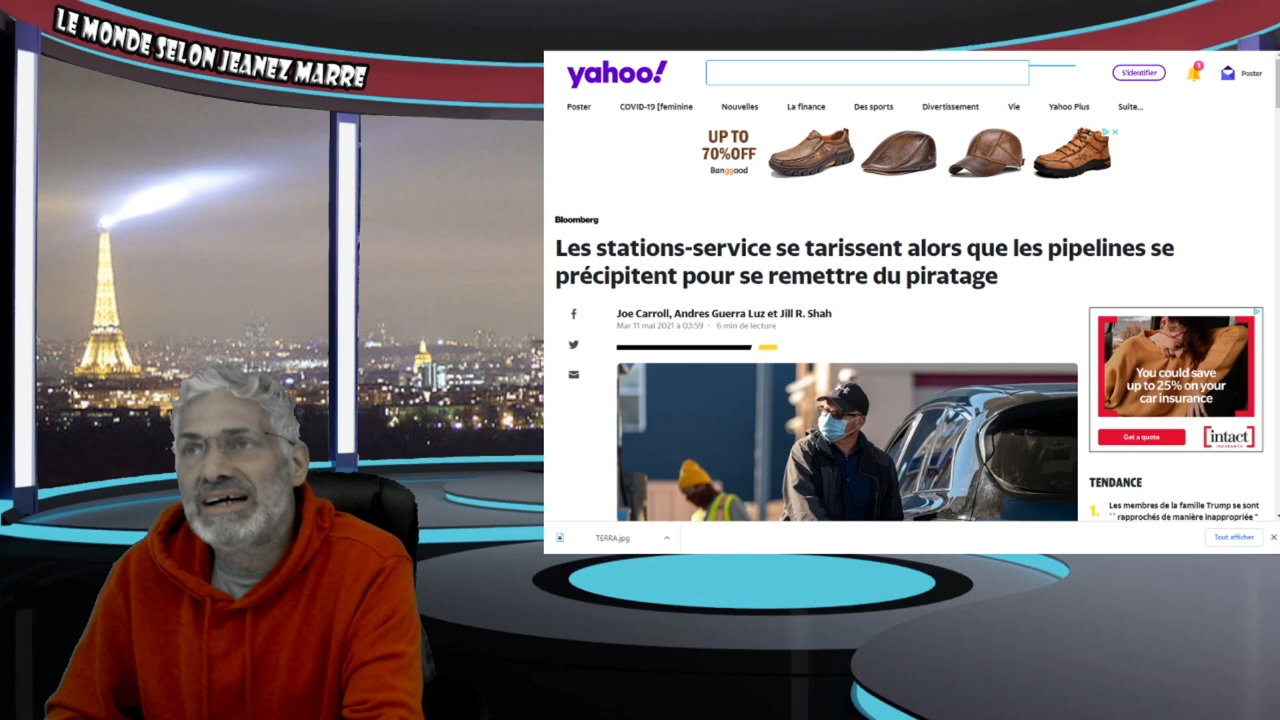 LE MONDE SELON JEANEZ MARRE
yahoo!
S'identifier
1
Poster
Poster
COVID-19 [feminine
Nouvelles
La finance
Des sports
Divertissement
Vie
Yahoo Plus
Suite...
UP TO
70%OFF
Banggood
Bloomberg
Les stations-service se tarissent alors que les pipelines se
précipitent pour se remettre du piratage
Joe Carroll, Andres Guerra Luz et Jill R. Shah
Mar 11 mai 2021 à 03:59 · 6 min de lecture
You could save
up to 25% on your
car insurance
Get a quote
[intact]
INSURANCE
TENDANCE
1.
Les membres de la famille Trump se sont
`` rapprochés de manière inappropriée ''
TERRA.jpg
Tout afficher